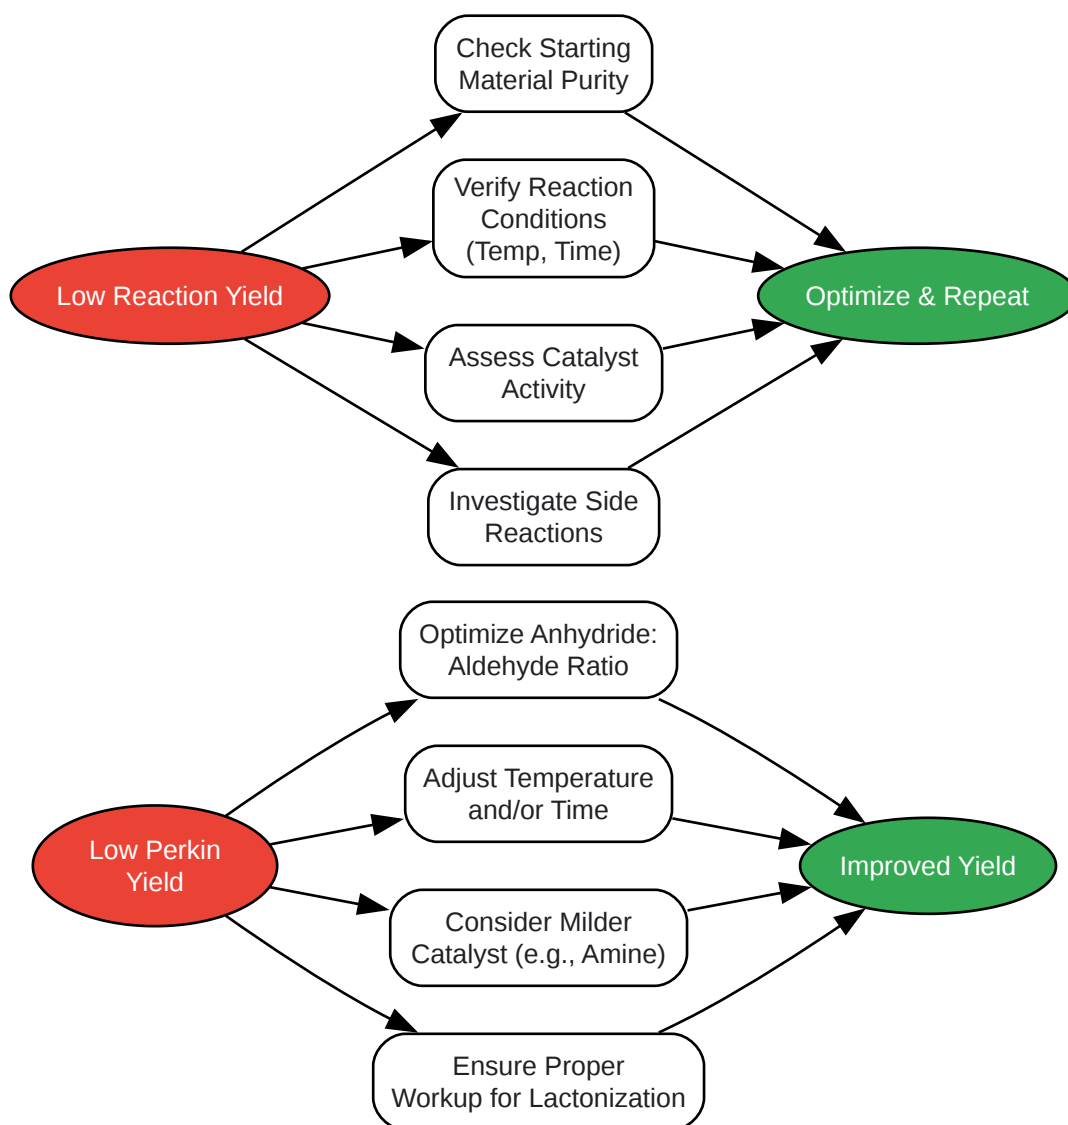 Check Starting
Material Purity
Verify Reaction
Conditions
(Temp, Time)
Low Reaction Yield
Optimize & Repeat
Assess Catalyst
Activity
Investigate Side
Reactions
Optimize Anhydride:
Aldehyde Ratio
Adjust Temperature
and/or Time
Low Perkin
Yield
Improved Yield
Consider Milder
Catalyst (e.g., Amine)
Ensure Proper
Workup for Lactonization